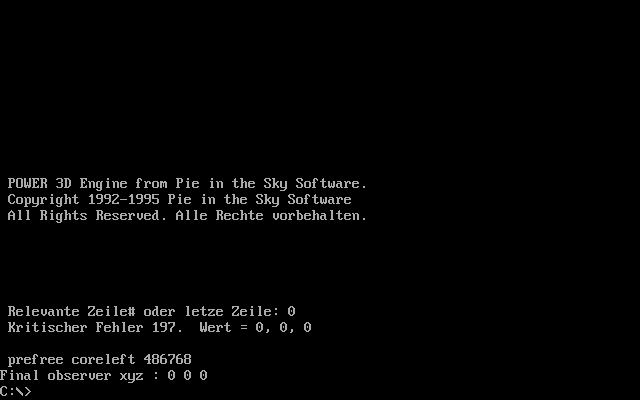 POWER 3D Engine from Pie in the Sky Software.
Copyright 1992-1995 Pie in the Sky Software
All Rights Reserved. Alle Rechte vorbehalten.
Relevante Zeile# oder letze Zeile: 0
Kritischer Fehler 197.  Wert = 0, 0, 0
prefree coreleft 486768
Final observer xyz : 0 0 0
C:\>